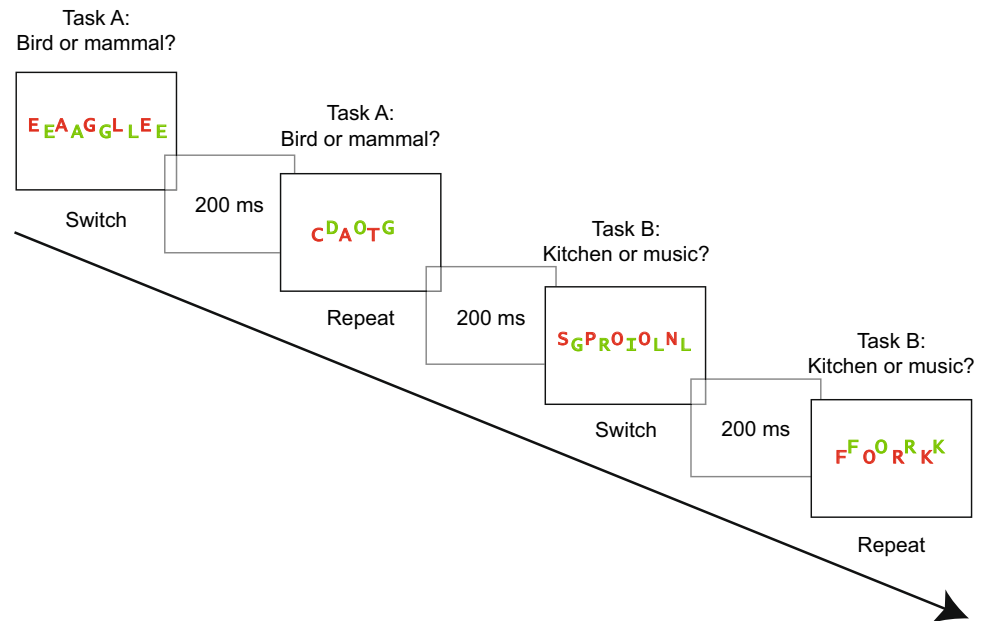 Task A:
Bird or mammal?
EEAAGGLLEE
Switch
200 ms
Task A:
Bird or mammal?
CDAOTG
Repeat
200 ms
Task B:
Kitchen or music?
SGPROIOLNL
Switch
200 ms
Task B:
Kitchen or music?
FFOORRKK
Repeat